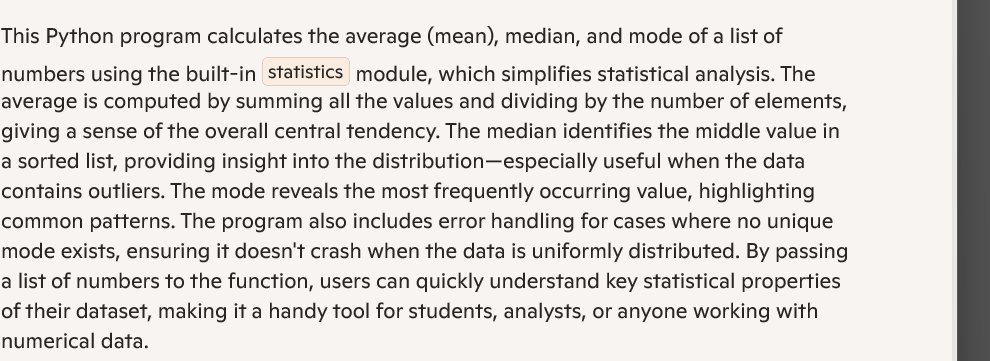 This Python program calculates the average (mean), median, and mode of a list of
numbers using the built-in statistics module, which simplifies statistical analysis. The
average is computed by summing all the values and dividing by the number of elements,
giving a sense of the overall central tendency. The median identifies the middle value in
a sorted list, providing insight into the distribution—especially useful when the data
contains outliers. The mode reveals the most frequently occurring value, highlighting
common patterns. The program also includes error handling for cases where no unique
mode exists, ensuring it doesn't crash when the data is uniformly distributed. By passing
a list of numbers to the function, users can quickly understand key statistical properties
of their dataset, making it a handy tool for students, analysts, or anyone working with
numerical data.